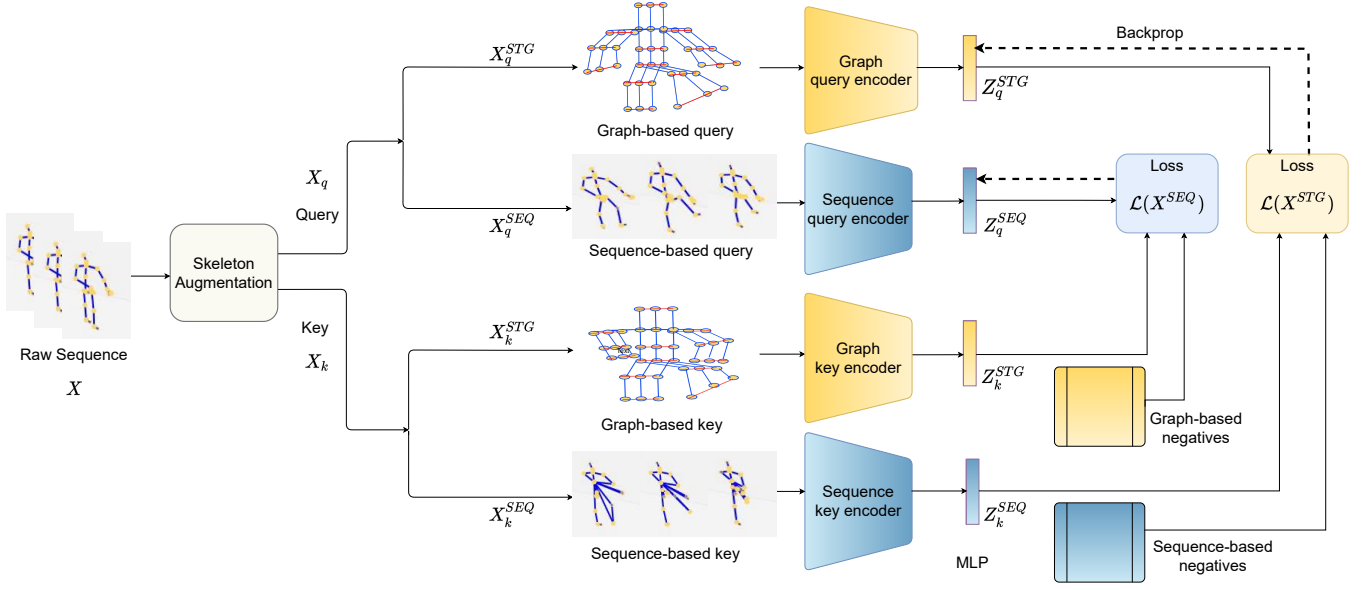 Backprop
$X_q^{STG}$
Graph
query encoder
$Z_q^{STG}$
Graph-based query
$X_q$
Query
$X_q^{SEQ}$
Sequence
query encoder
$Z_q^{SEQ}$
Sequence-based query
Loss
$\mathcal{L}(X^{SEQ})$
Loss
$\mathcal{L}(X^{STG})$
Skeleton
Augmentation
Raw Sequence
$X$
Key
$X_k$
$X_k^{STG}$
Graph
key encoder
$Z_k^{STG}$
Graph-based key
Graph-based
negatives
$X_k^{SEQ}$
Sequence
key encoder
$Z_k^{SEQ}$
Sequence-based key
MLP
Sequence-based
negatives